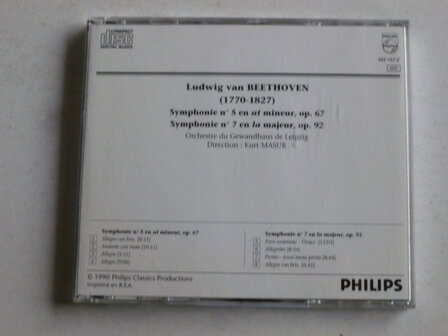 COMPACT
disc
DIGITAL AUDIO
PHILIPS
Ludwig van BEETHOVEN
(1770-1827)
Symphonie n° 5 en ut mineur, op. 67
Symphonie n° 7 en la majeur, op. 92
Orchestre du Gewandhaus de Leipzig
Direction : Kurt MASUR
Symphonie n° 5 en ut mineur, op. 67
Allegro con brio
Andante con moto
Allegro
Allegro
Symphonie n° 7 en la majeur, op. 92
Poco sostenuto - Vivace
Allegretto
Presto - Assai meno presto
Allegro con brio
© 1990 Philips Classics Productions
imprimé en R.F.A.
PHILIPS